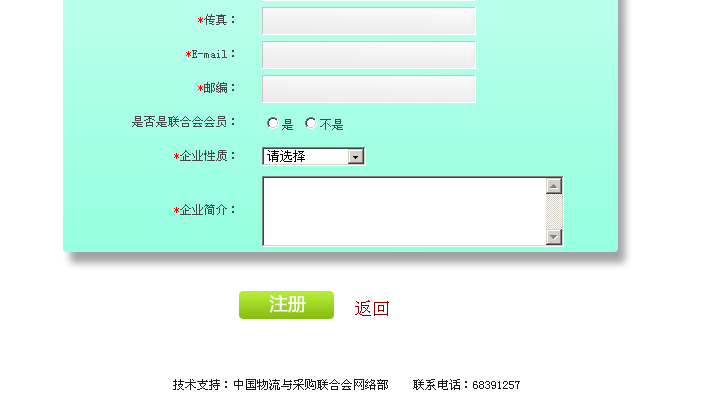 *传真：
*E-mail：
*邮编：
是否是联合会会员： 是 不是
*企业性质： 请选择
*企业简介：
注册 返回
技术支持：中国物流与采购联合会网络部 联系电话：68391257